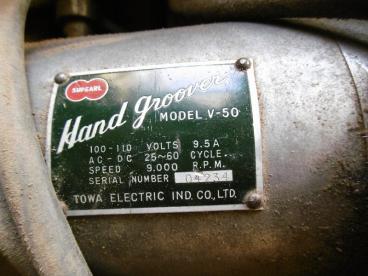 SUPEARL
Hand Groover
MODEL V-50
100-110 VOLTS 9.5A
AC-DC 25~60 CYCLE.
SPEED 9.000 R.P.M.
SERIAL NUMBER 04234
TOWA ELECTRIC IND. CO., LTD.